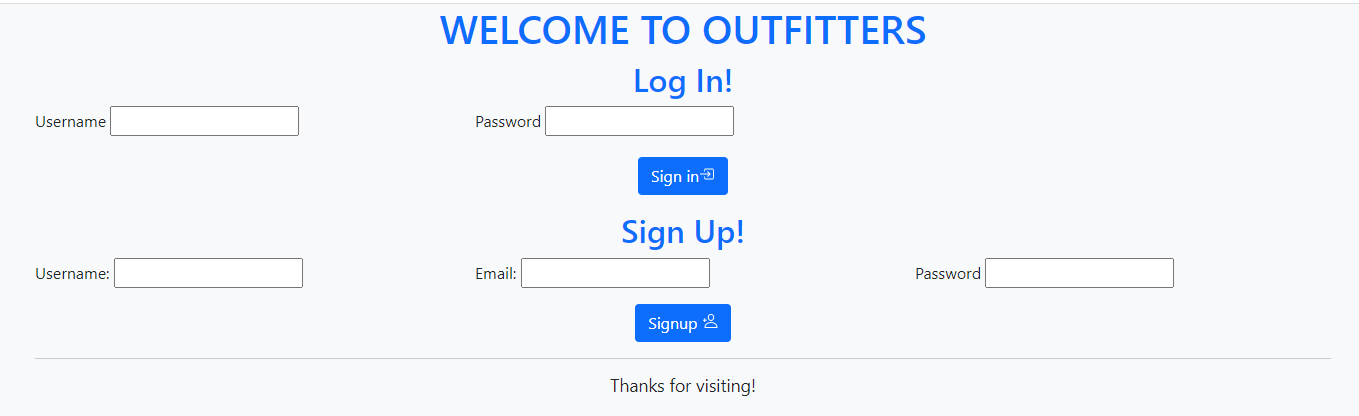 WELCOME TO OUTFITTERS
Log In!
Username Password
Sign in
Sign Up!
Username: Email: Password
Signup
Thanks for visiting!